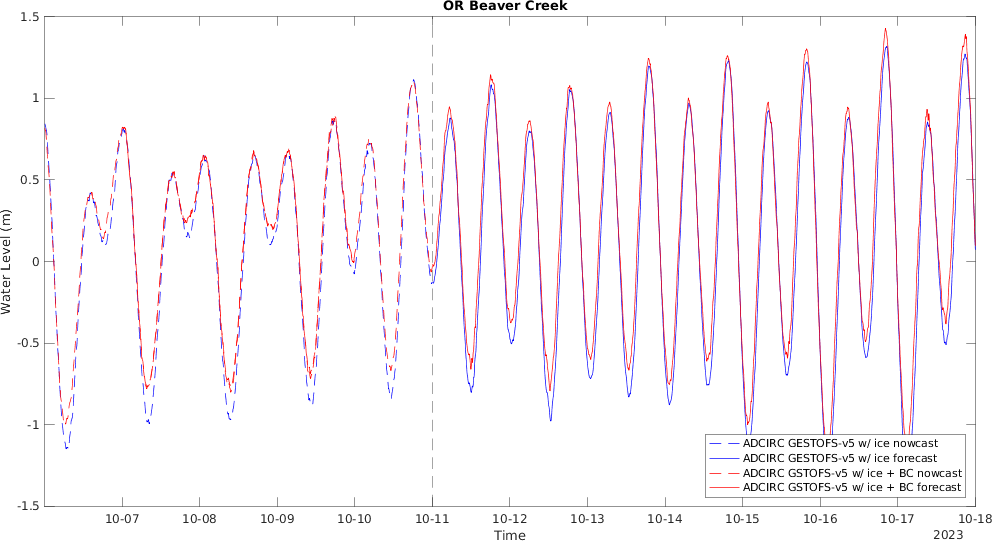 OR Beaver Creek
1.5
1
0.5
0
-0.5
-1
-1.5
Water Level (m)
10-07 10-08 10-09 10-10 10-11 10-12 10-13 10-14 10-15 10-16 10-17 10-18
Time
2023
ADCIRC GESTOFS-v5 w/ ice nowcast
ADCIRC GESTOFS-v5 w/ ice forecast
ADCIRC GSTOFS-v5 w/ ice + BC nowcast
ADCIRC GSTOFS-v5 w/ ice + BC forecast